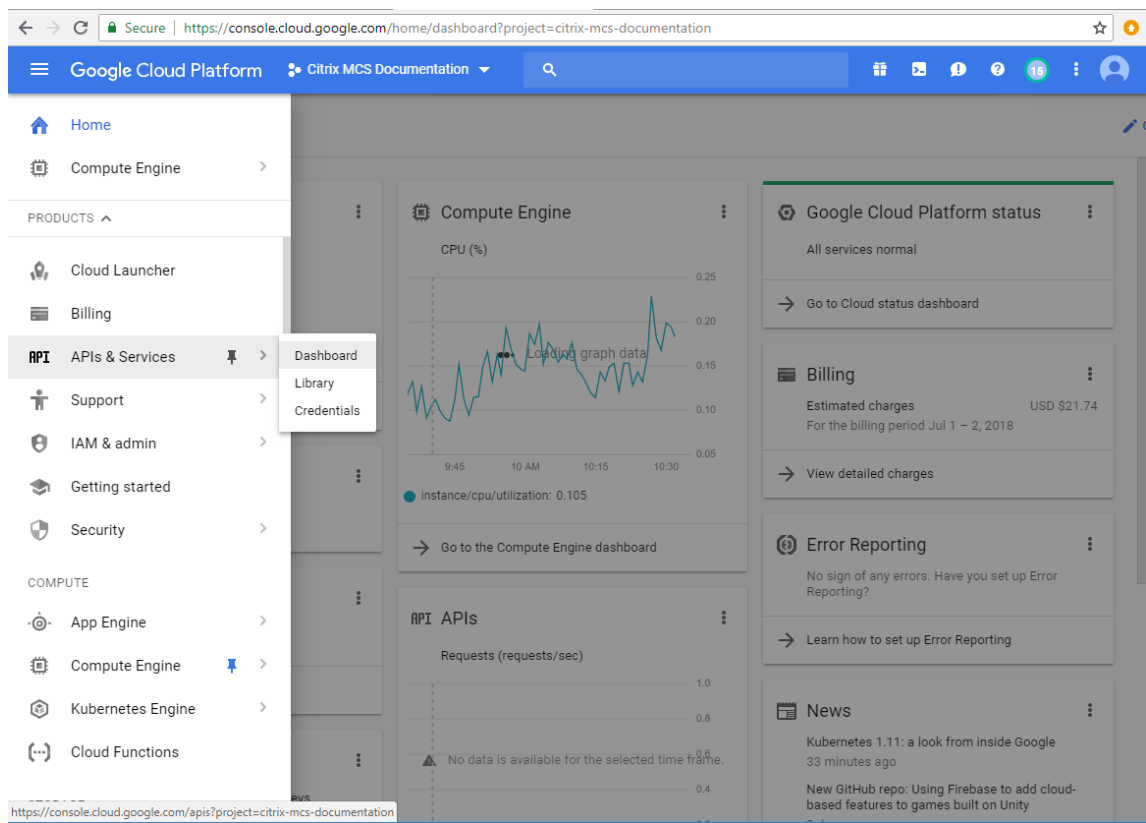 Secure | https://console.cloud.google.com/home/dashboard?project=citrix-mcs-documentation
Google Cloud Platform
Citrix MCS Documentation
15
Home
Compute Engine
PRODUCTS
Cloud Launcher
Billing
API APIs & Services
Support
IAM & admin
Getting started
Security
COMPUTE
App Engine
Compute Engine
Kubernetes Engine
Cloud Functions
https://console.cloud.google.com/apis?project=citrix-mcs-documentation
Dashboard
Library
Credentials
Compute Engine
CPU (%)
0.25
0.20
Loading graph data
0.15
0.10
0.05
9:45 10 AM 10:15 10:30
instance/cpu/utilization: 0.105
Go to the Compute Engine dashboard
API APIs
Requests (requests/sec)
1.0
0.8
No data is available for the selected time frame.
0.6
0.4
Google Cloud Platform status
All services normal
Go to Cloud status dashboard
Billing
Estimated charges USD $21.74
For the billing period Jul 1 – 2, 2018
View detailed charges
Error Reporting
No sign of any errors. Have you set up Error
Reporting?
Learn how to set up Error Reporting
News
Kubernetes 1.11: a look from inside Google
33 minutes ago
New GitHub repo: Using Firebase to add cloud-
based features to games built on Unity